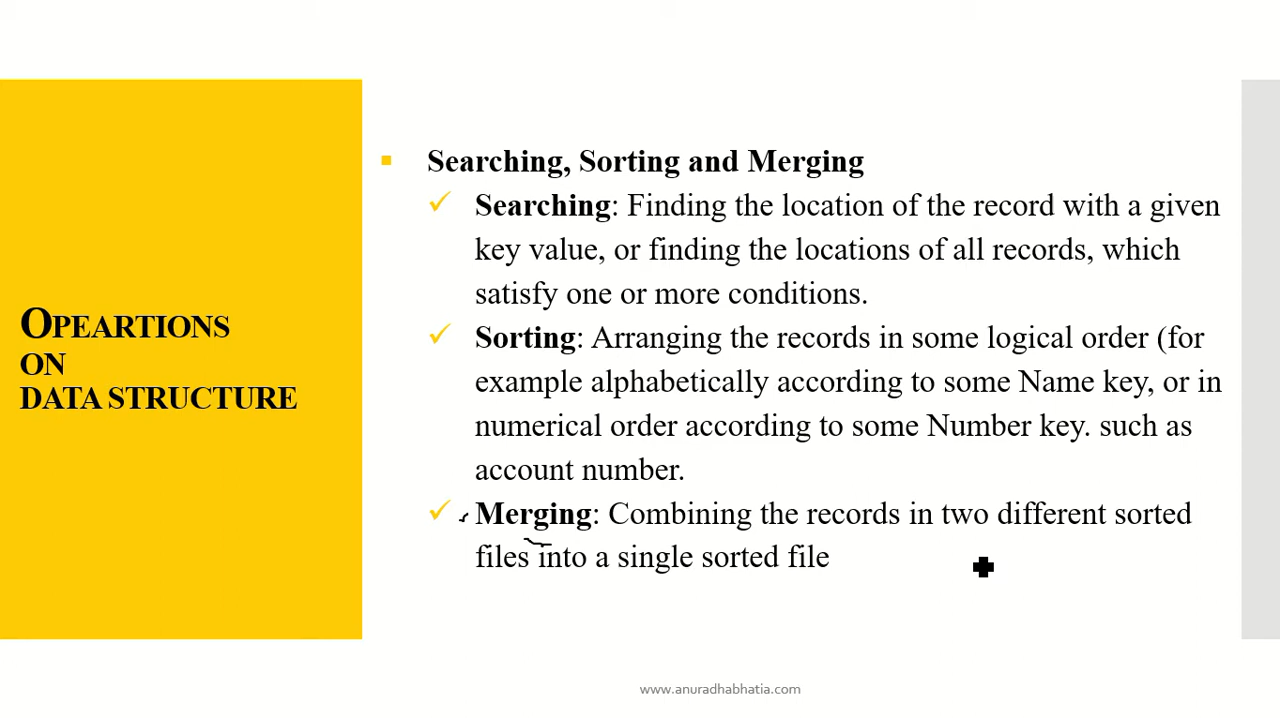 OPEARTIONS
ON
DATA STRUCTURE
Searching, Sorting and Merging
Searching: Finding the location of the record with a given
key value, or finding the locations of all records, which
satisfy one or more conditions.
Sorting: Arranging the records in some logical order (for
example alphabetically according to some Name key, or in
numerical order according to some Number key. such as
account number.
Merging: Combining the records in two different sorted
files into a single sorted file
www.anuradhabhatia.com